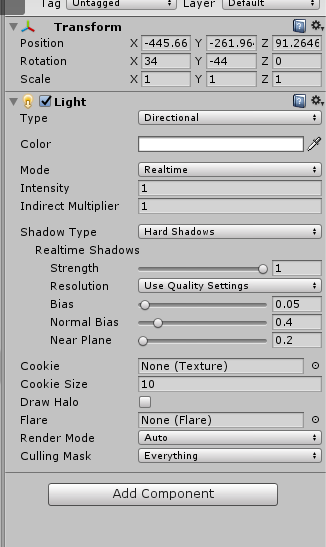 Tag Untagged Layer Default
Transform
Position X -445.66 Y -261.96 Z 91.2646
Rotation X 34 Y -44 Z 0
Scale X 1 Y 1 Z 1
Light
Type Directional
Color
Mode Realtime
Intensity 1
Indirect Multiplier 1
Shadow Type Hard Shadows
Realtime Shadows
Strength 1
Resolution Use Quality Settings
Bias 0.05
Normal Bias 0.4
Near Plane 0.2
Cookie None (Texture)
Cookie Size 10
Draw Halo
Flare None (Flare)
Render Mode Auto
Culling Mask Everything
Add Component